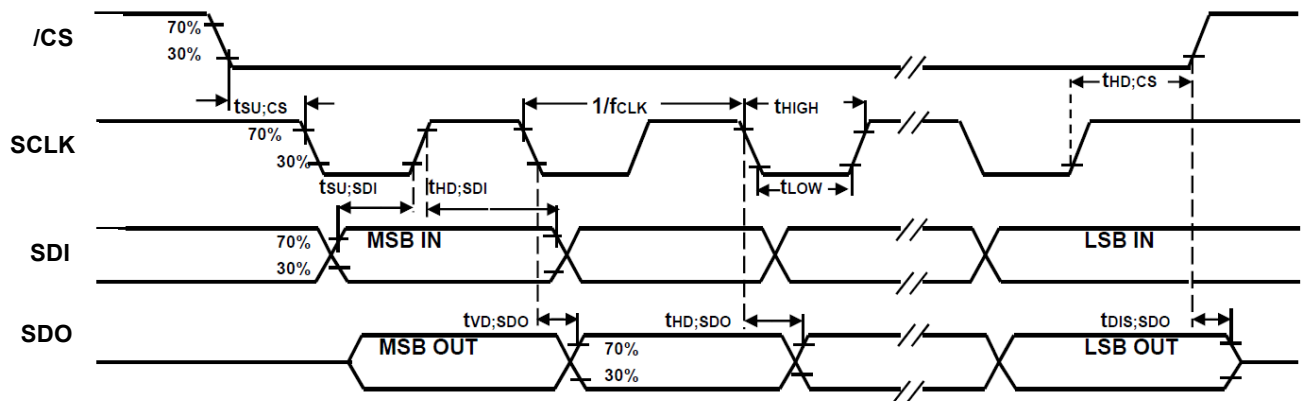 /CS
70%
30%
tSU;CS
1/fCLK
tHIGH
tHD;CS
SCLK
70%
30%
tSU;SDI
tHD;SDI
tLOW
SDI
70%
30%
MSB IN
LSB IN
tVD;SDO
tHD;SDO
tDIS;SDO
SDO
MSB OUT
70%
30%
LSB OUT